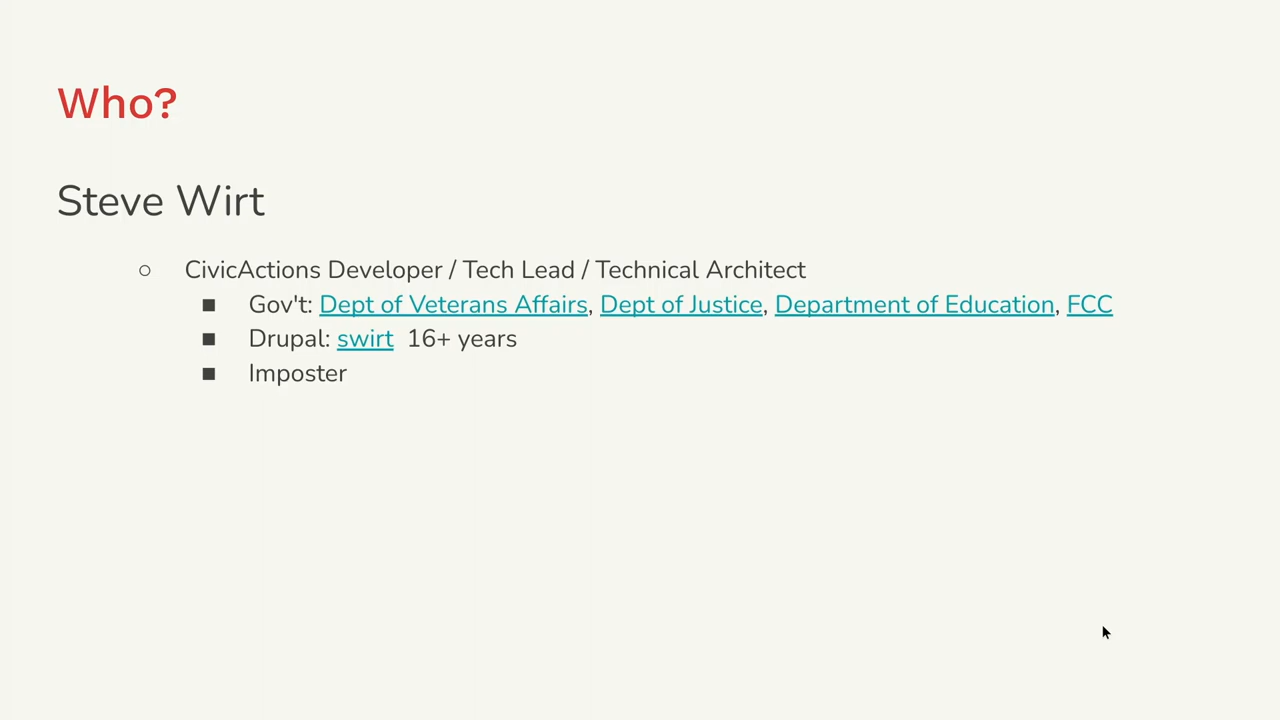 Who?
Steve Wirt
○ CivicActions Developer / Tech Lead / Technical Architect
■ Gov't: Dept of Veterans Affairs, Dept of Justice, Department of Education, FCC
■ Drupal: swirt 16+ years
■ Imposter